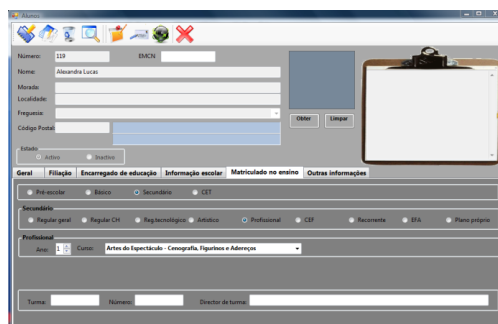 Alunos
Número: 119 EMCN
Nome: Alexandra Lucas
Morada:
Localidade:
Freguesia:
Código Postal:
Obter Limpar
Estado
Activo Inactivo
Geral Filiação Encarregado de educação Informação escolar Matriculado no ensino Outras informações
Pré-escolar Básico Secundário CET
Secundário
Regular geral Regular CH Reg.tecnológico Artístico Profissional CEF Recorrente EFA Plano próprio
Profissional
Ano: 1 Curso: Artes do Espectáculo - Cenografia, Figurinos e Adereços
Turma: Número: Director de turma: